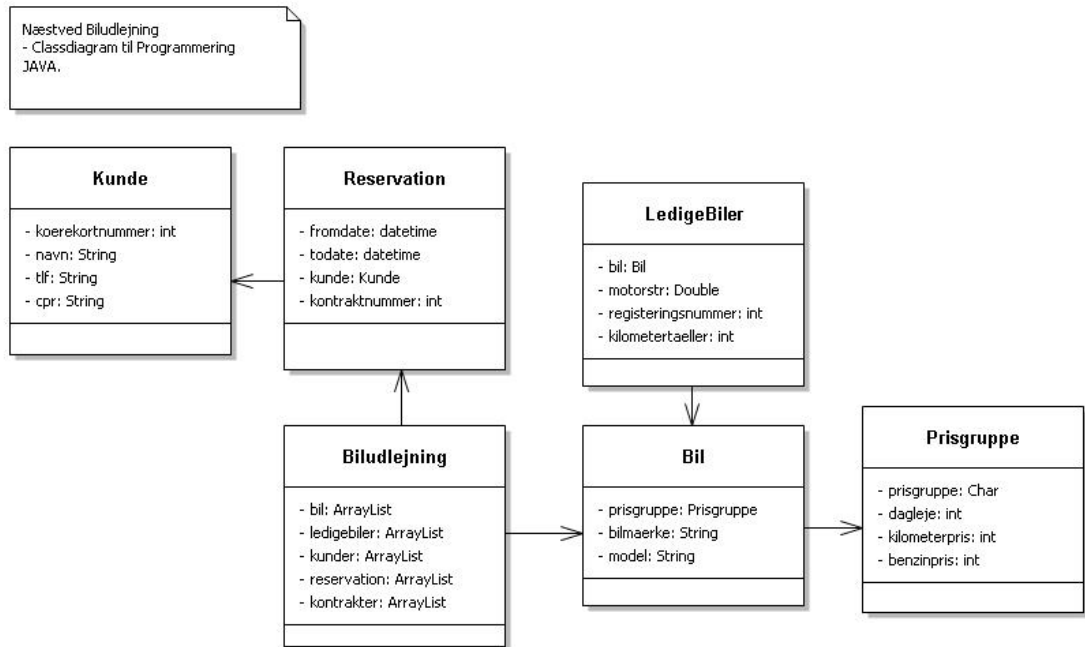 Næstved Biludlejning
- Classdiagram til Programmering
JAVA.
Kunde
- koerekortnummer: int
- navn: String
- tlf: String
- cpr: String
Reservation
- fromdate: datetime
- todate: datetime
- kunde: Kunde
- kontraktnummer: int
LedigeBiler
- bil: Bil
- motorstr: Double
- registeringsnummer: int
- kilometertaeller: int
Biludlejning
- bil: ArrayList
- ledigebiler: ArrayList
- kunder: ArrayList
- reservation: ArrayList
- kontrakter: ArrayList
Bil
- prisgruppe: Prisgruppe
- bilmaerke: String
- model: String
Prisgruppe
- prisgruppe: Char
- dagleje: int
- kilometerpris: int
- benzinpris: int